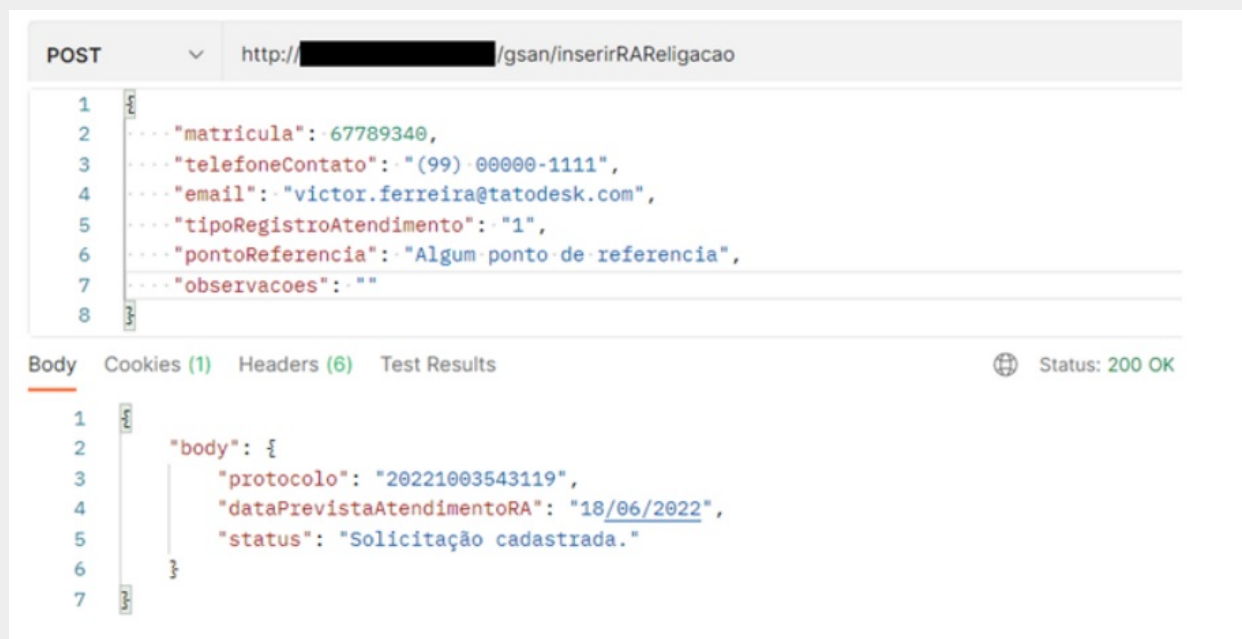 POST http:// /gsan/inserirRAReligacao
1 {
2 "matricula": 67789340,
3 "telefoneContato": "(99) 00000-1111",
4 "email": "victor.ferreira@tatodesk.com",
5 "tipoRegistroAtendimento": "1",
6 "pontoReferencia": "Algum ponto de referencia",
7 "observacoes": ""
8 }
Body Cookies (1) Headers (6) Test Results Status: 200 OK
1 {
2 "body": {
3 "protocolo": "20221003543119",
4 "dataPrevistaAtendimentoRA": "18/06/2022",
5 "status": "Solicitação cadastrada."
6 }
7 }